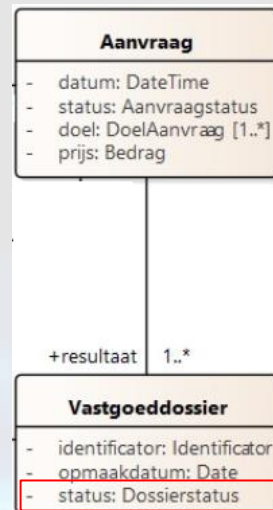 Aanvraag
- datum: DateTime
- status: Aanvraagstatus
- doel: DoelAanvraag [1..*]
- prijs: Bedrag
+resultaat 1..*
Vastgoeddossier
- identificator: Identificator
- opmaakdatum: Date
- status: Dossierstatus